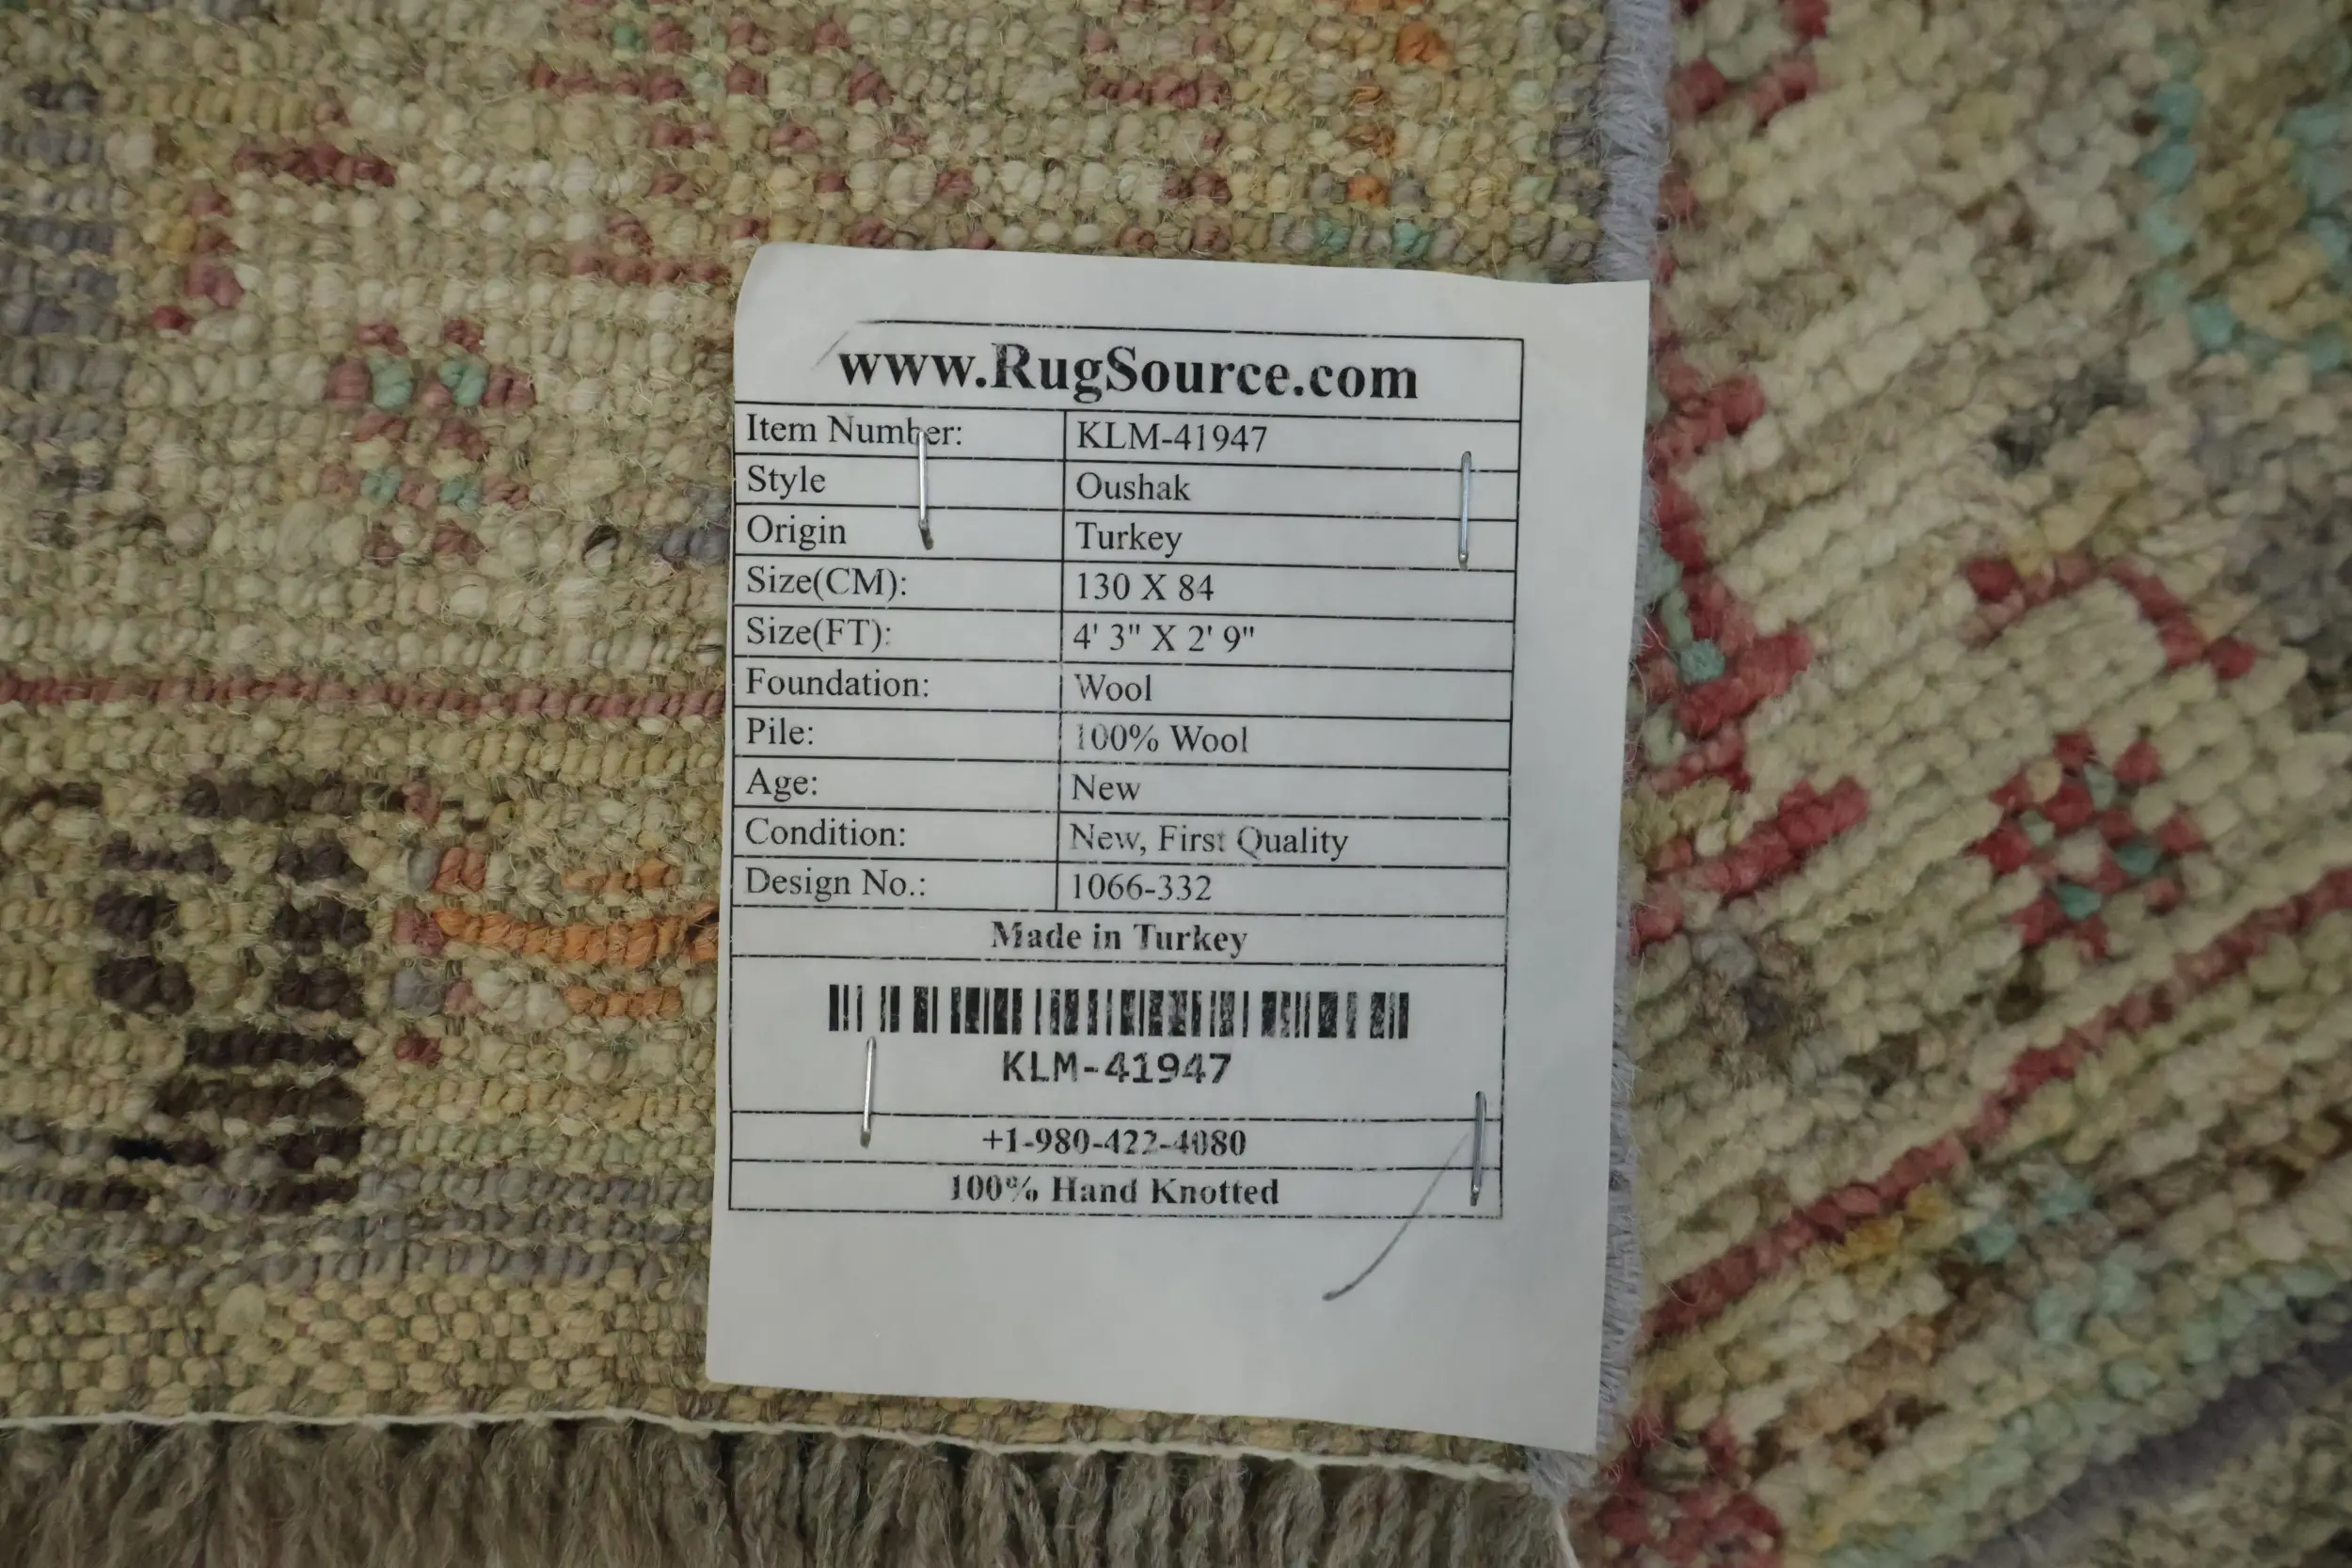 www.RugSource.com
Item Number: KLM-41947
Style Oushak
Origin Turkey
Size(CM): 130 X 84
Size(FT): 4' 3" X 2' 9"
Foundation: Wool
Pile: 100% Wool
Age: New
Condition: New, First Quality
Design No.: 1066-332
Made in Turkey
KLM-41947
+1-980-422-4080
100% Hand Knotted